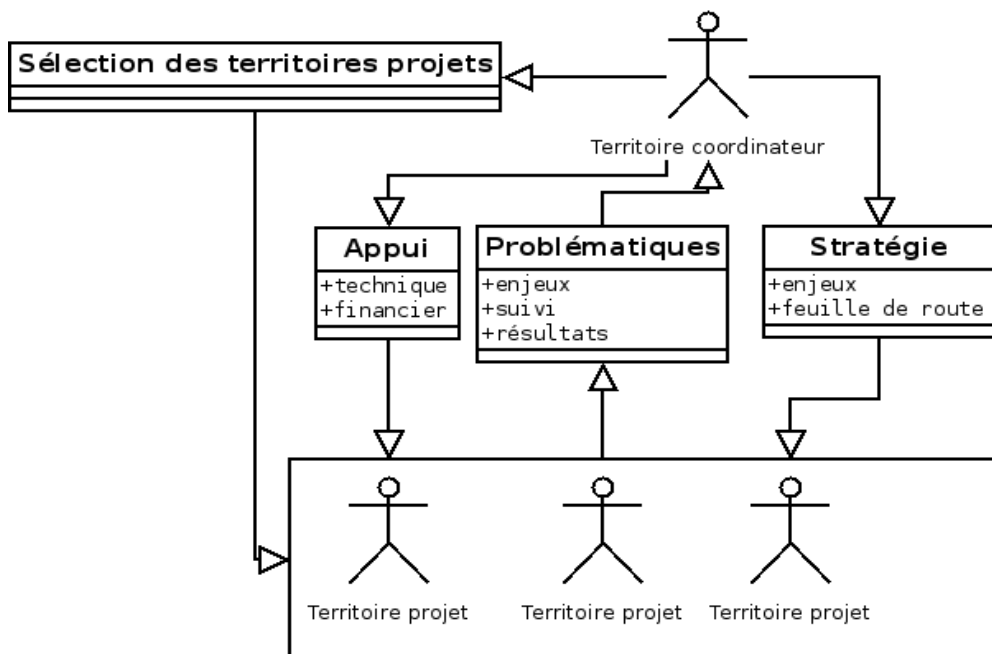 Sélection des territoires projets
Territoire coordinateur
Appui
+technique
+financier
Problématiques
+enjeux
+suivi
+résultats
Stratégie
+enjeux
+feuille de route
Territoire projet
Territoire projet
Territoire projet